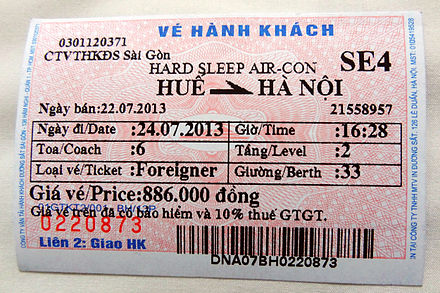 VÉ HÀNH KHÁCH
0301120371
CTVTHKĐS Sài Gòn
HARD SLEEP AIR-CON SE4
HUẾ HÀ NỘI
Ngày bán:22.07.2013 21558957
Ngày đi/Date :24.07.2013 Giờ/Time :16:28
Toa/Coach :6 Tầng/Level :2
Loại vé/Ticket :Foreigner Giường/Berth :33
Giá vé/Price:886.000 đồng
Giá vé trên đã có bảo hiểm và 10% thuế GTGT.
01GTKT2/001
0220873
Liên 2: Giao HK
DNA07BH0220873